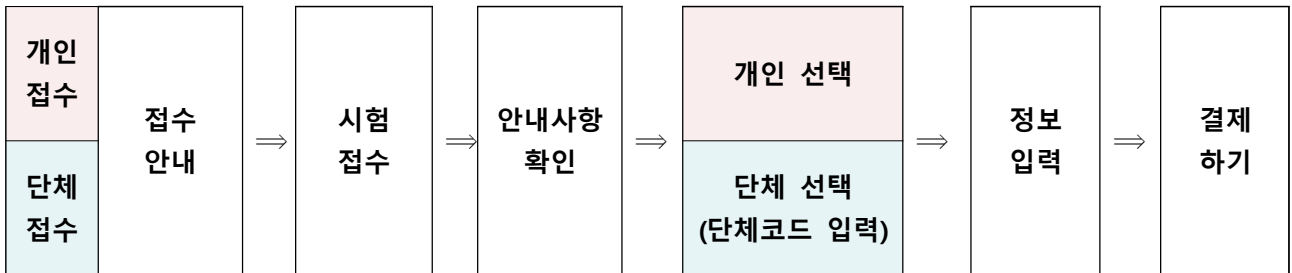 개인
접수
단체
접수
접수
안내
⇒
시험
접수
⇒
안내사항
확인
⇒
개인 선택
단체 선택
(단체코드 입력)
⇒
정보
입력
⇒
결제
하기